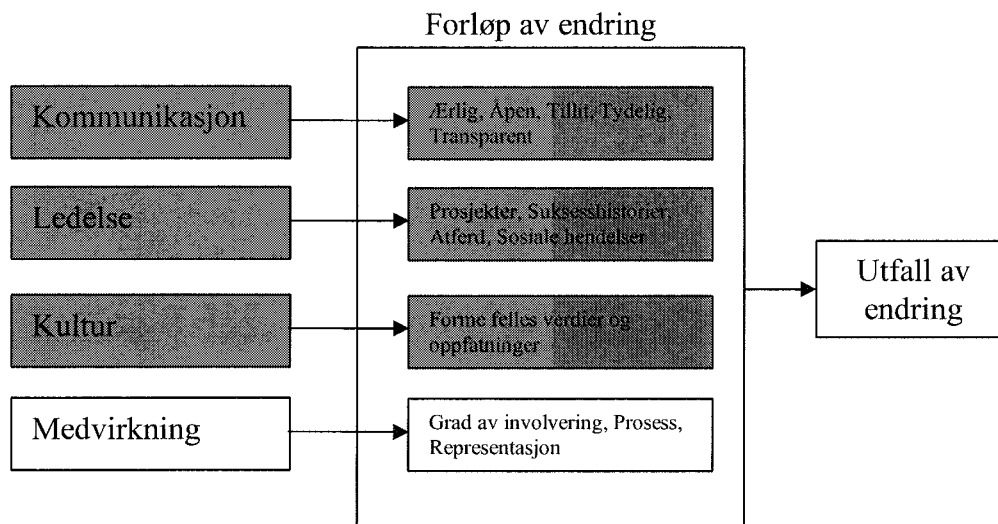 Forløp av endring
Kommunikasjon
Ærlig, Åpen, Tillit, Tydelig,
Transparent
Ledelse
Prosjekter, Suksesshistorier,
Atferd, Sosiale hendelser
Kultur
Forme felles verdier og
oppfatninger
Medvirkning
Grad av involvering, Prosess,
Representasjon
Utfall av
endring